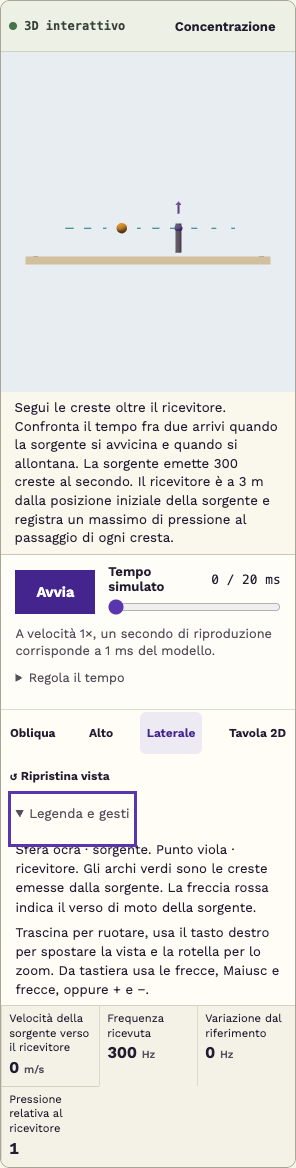 3D interattivo
Concentrazione
Segui le creste oltre il ricevitore.
Confronta il tempo fra due arrivi quando
la sorgente si avvicina e quando si
allontana. La sorgente emette 300
creste al secondo. Il ricevitore è a 3 m
dalla posizione iniziale della sorgente e
registra un massimo di pressione al
passaggio di ogni cresta.
Avvia
Tempo
simulato
0 / 20 ms
A velocità 1×, un secondo di riproduzione
corrisponde a 1 ms del modello.
▶ Regola il tempo
Obliqua
Alto
Laterale
Tavola 2D
↺ Ripristina vista
▼ Legenda e gesti
Sfera ocra · sorgente. Punto viola ·
ricevitore. Gli archi verdi sono le creste
emesse dalla sorgente. La freccia rossa
indica il verso di moto della sorgente.
Trascina per ruotare, usa il tasto destro
per spostare la vista e la rotella per lo
zoom. Da tastiera usa le frecce, Maiusc e
frecce, oppure + e −.
Velocità della
sorgente verso
il ricevitore
0 m/s
Frequenza
ricevuta
300 Hz
Variazione dal
riferimento
0 Hz
Pressione
relativa al
ricevitore
1